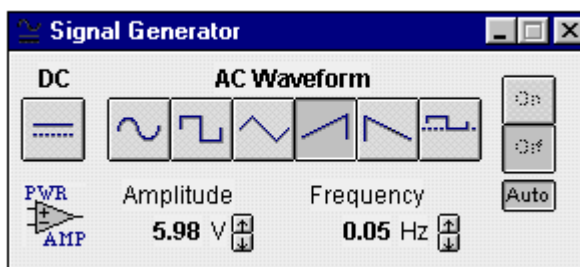 Signal Generator
DC AC Waveform
On
Off
Auto
PWR
AMP
Amplitude Frequency
5.98 V 0.05 Hz